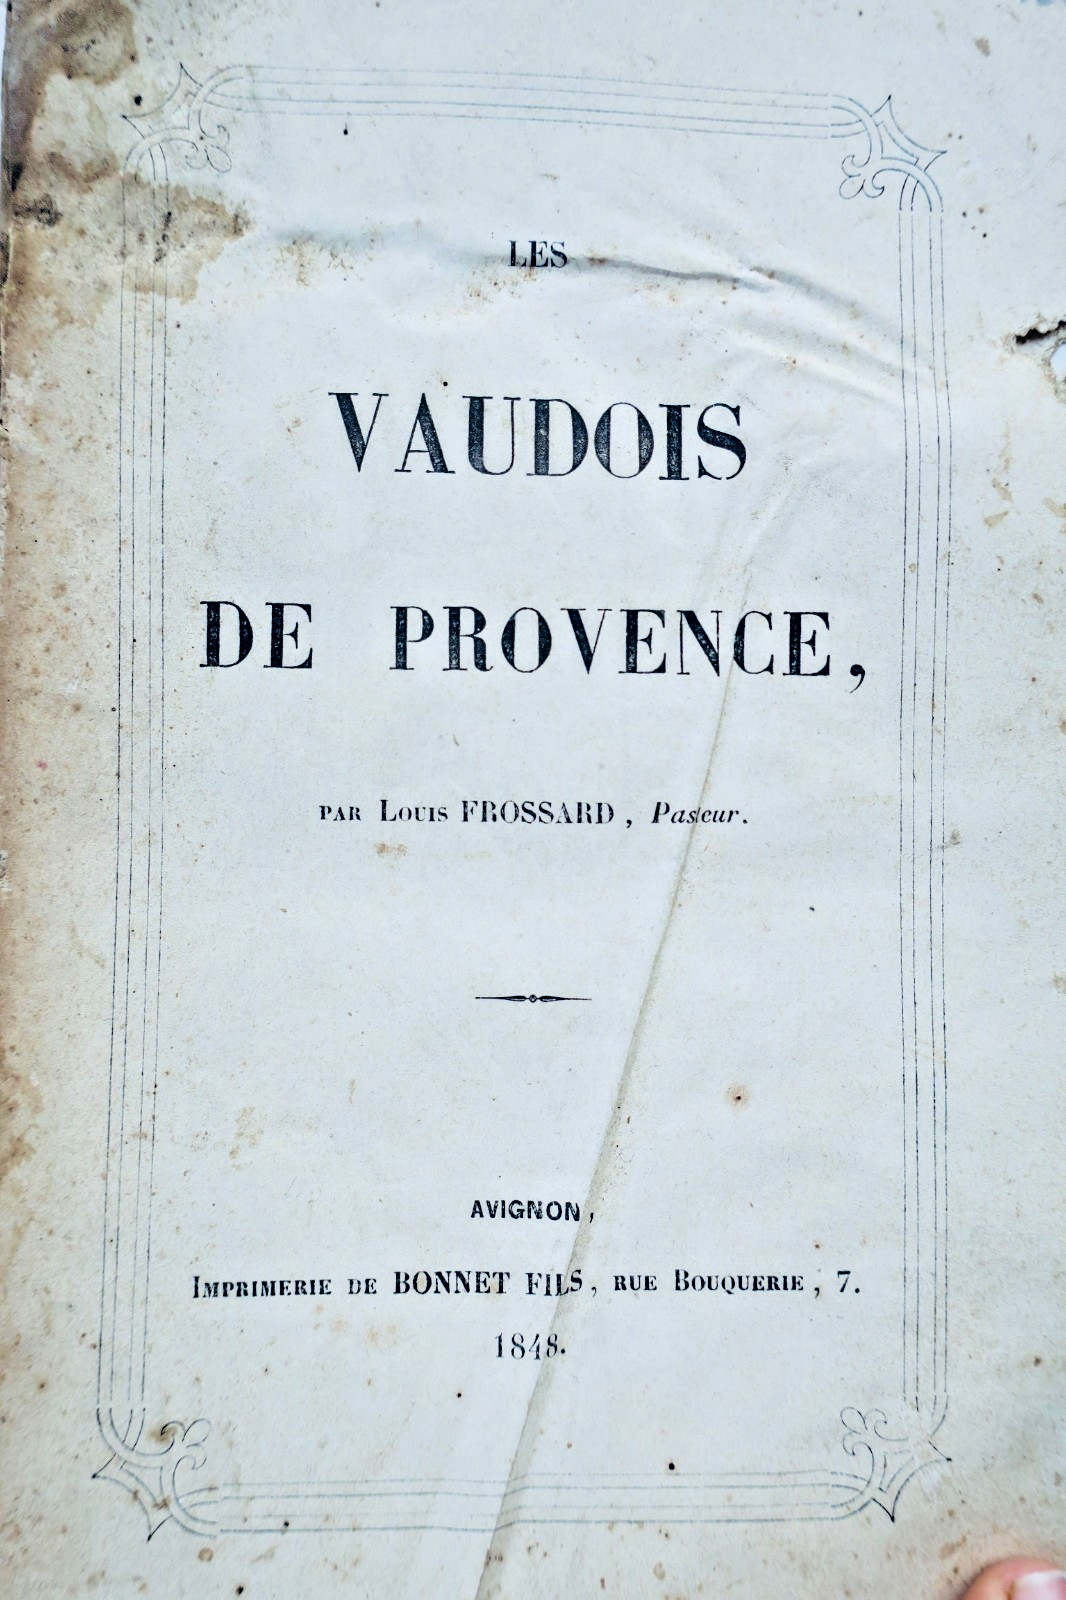 LES
VAUDOIS
DE PROVENCE,
PAR LOUIS FROSSARD, Pasteur.
AVIGNON,
IMPRIMERIE DE BONNET FILS, RUE BOUQUERIE, 7.
1848.